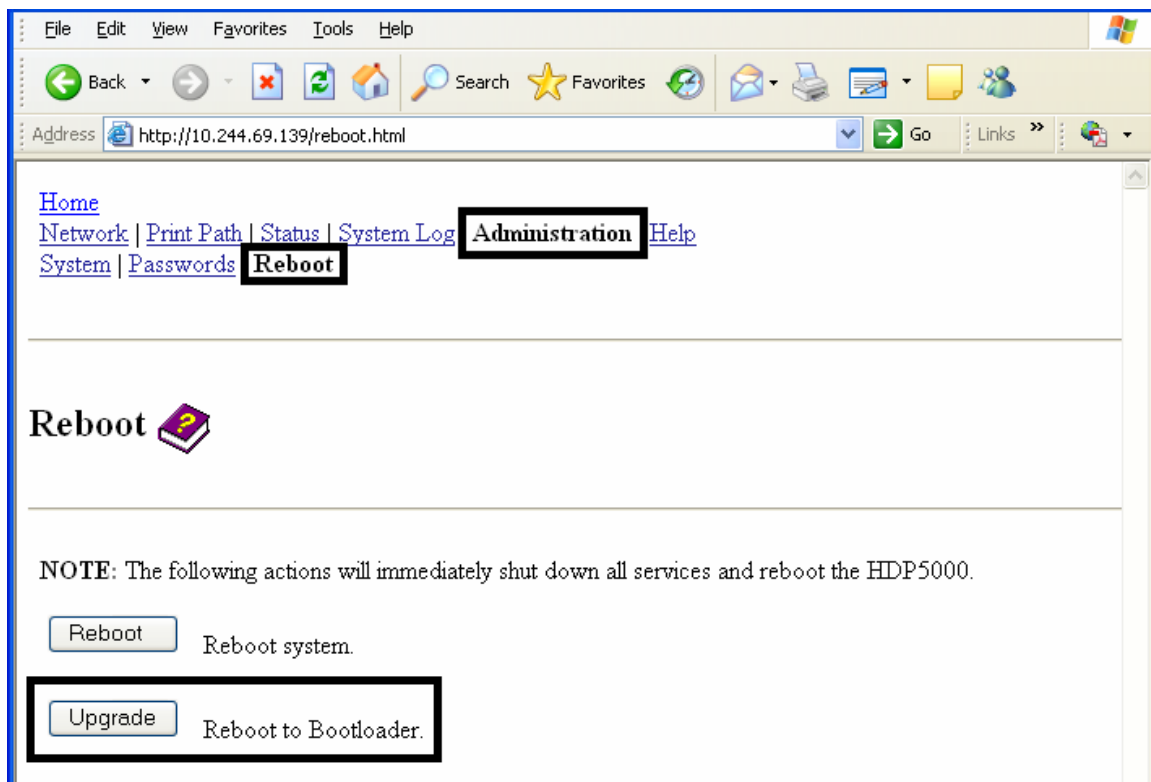 File Edit View Favorites Tools Help
Back Search Favorites
Address http://10.244.69.139/reboot.html Go Links »
Home
Network | Print Path | Status | System Log Administration Help
System | Passwords Reboot
Reboot ?
NOTE: The following actions will immediately shut down all services and reboot the HDP5000.
Reboot Reboot system.
Upgrade Reboot to Bootloader.